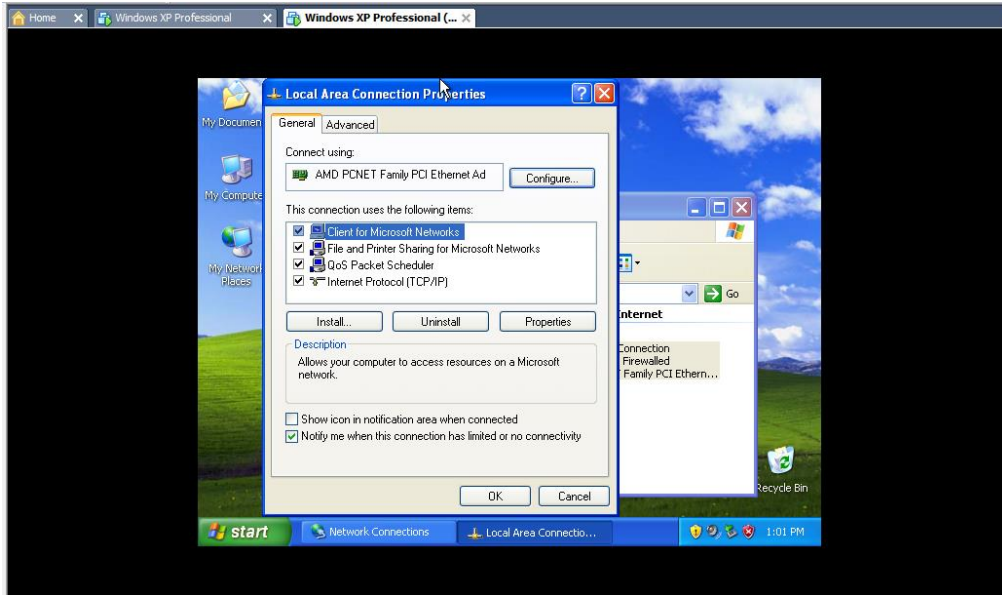 Home
Windows XP Professional
Windows XP Professional (...
Local Area Connection Properties
General Advanced
Connect using:
AMD PCNET Family PCI Ethernet Ad
Configure...
This connection uses the following items:
Client for Microsoft Networks
File and Printer Sharing for Microsoft Networks
QoS Packet Scheduler
Internet Protocol (TCP/IP)
Install... Uninstall Properties
Description
Allows your computer to access resources on a Microsoft
network.
Show icon in notification area when connected
Notify me when this connection has limited or no connectivity
OK Cancel
My Documen
My Compute
My Networ
Places
Go
Internet
Connection
Firewalled
Family PCI Ethern...
Recycle Bin
start
Network Connections
Local Area Connectio...
1:01 PM